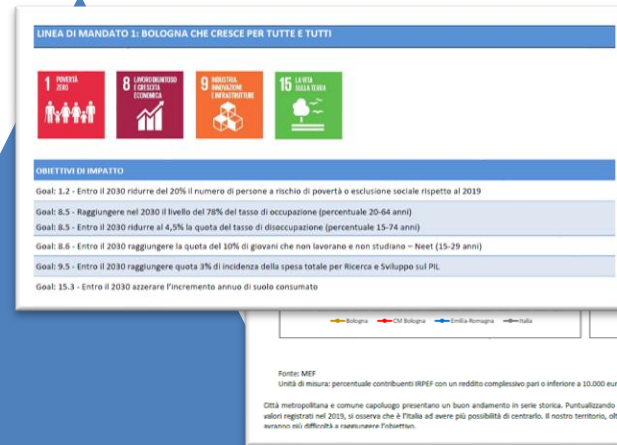 LINEA DI MANDATO 1: BOLOGNA CHE CRESCE PER TUTTE E TUTTI
1 POVERTÀ ZERO
8 LAVORO DIGNITOSO E CRESCITA ECONOMICA
9 INDUSTRIA, INNOVAZIONE E INFRASTRUTTURE
15 LA VITA SULLA TERRA
OBIETTIVI DI IMPATTO
Goal: 1.2 - Entro il 2030 ridurre del 20% il numero di persone a rischio di povertà o esclusione sociale rispetto al 2019
Goal: 8.5 - Raggiungere nel 2030 il livello del 78% del tasso di occupazione (percentuale 20-64 anni)
Goal: 8.5 - Entro il 2030 ridurre al 4,5% la quota del tasso di disoccupazione (percentuale 15-74 anni)
Goal: 8.6 - Entro il 2030 raggiungere la quota del 10% di giovani che non lavorano e non studiano – Neet (15-29 anni)
Goal: 9.5 - Entro il 2030 raggiungere quota 3% di incidenza della spesa totale per Ricerca e Sviluppo sul PIL
Goal: 15.3 - Entro il 2030 azzerare l'incremento annuo di suolo consumato
Bologna CM Bologna Emilia-Romagna Italia
Fonte: MEF
Unità di misura: percentuale contribuenti IRPEF con un reddito complessivo pari o inferiore a 10.000 eur
Città metropolitana e comune capoluogo presentano un buon andamento in serie storica. Puntualizzando
valori registrati nel 2019, si osserva che è l'Italia ad avere più possibilità di centrarlo. Il nostro territorio, olt
avranno più difficoltà a raggiungere l'obiettivo.